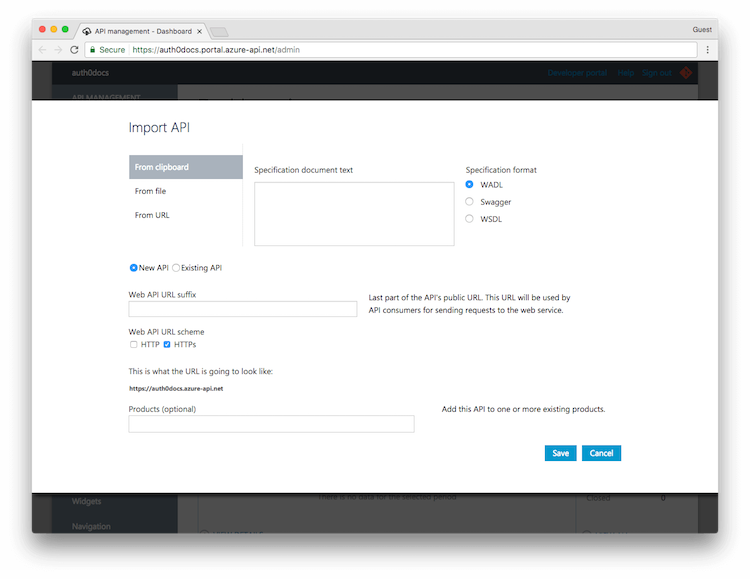 API management - Dashboard
Guest
Secure
https://auth0docs.portal.azure-api.net/admin
auth0docs
Developer portal Help Sign out
API MANAGEMENT
Import API
From clipboard
From file
From URL
Specification document text
Specification format
WADL
Swagger
WSDL
New API Existing API
Web API URL suffix
Last part of the API's public URL. This URL will be used by
API consumers for sending requests to the web service.
Web API URL scheme
HTTP HTTPs
This is what the URL is going to look like:
https://auth0docs.azure-api.net
Products (optional)
Add this API to one or more existing products.
Save Cancel
There is no data for the selected period
Closed 0
Widgets
Navigation